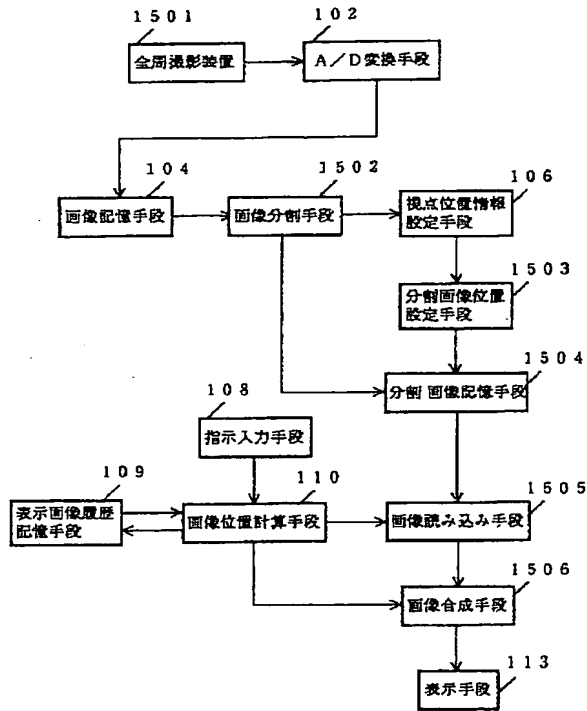 1501
102
全周撮影装置
A/D変換手段
104
1502
106
画像記憶手段
画像分割手段
視点位置情報
設定手段
1503
分割画像位置
設定手段
1504
分割画像記憶手段
108
指示入力手段
109
110
1505
表示画像履歴
記憶手段
画像位置計算手段
画像読み込み手段
1506
画像合成手段
113
表示手段